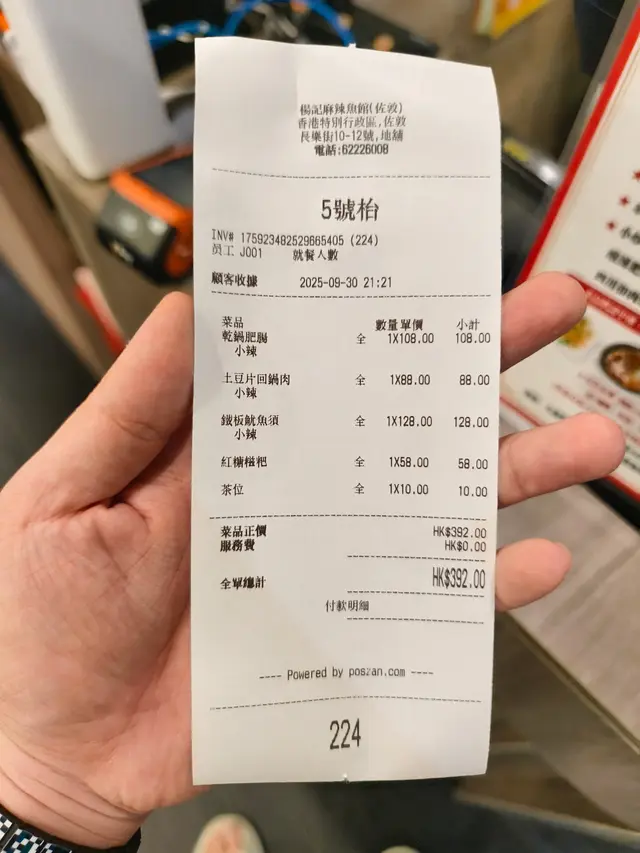 楊記麻辣魚館(佐敦)
香港特別行政區,佐敦
長樂街10-12號,地舖
電話:62226008
5號枱
INV# 175923482529665405 (224)
員工 J001 就餐人數
顧客收據 2025-09-30 21:21
菜品 數量單價 小計
乾鍋肥腸 全 1X108.00 108.00
小辣
土豆片回鍋肉 全 1X88.00 88.00
小辣
鐵板魷魚須 全 1X128.00 128.00
小辣
紅糖糍粑 全 1X58.00 58.00
茶位 全 1X10.00 10.00
菜品正價 HK$392.00
服務費 HK$0.00
全單總計 HK$392.00
付款明細
---- Powered by poszan.com ----
224